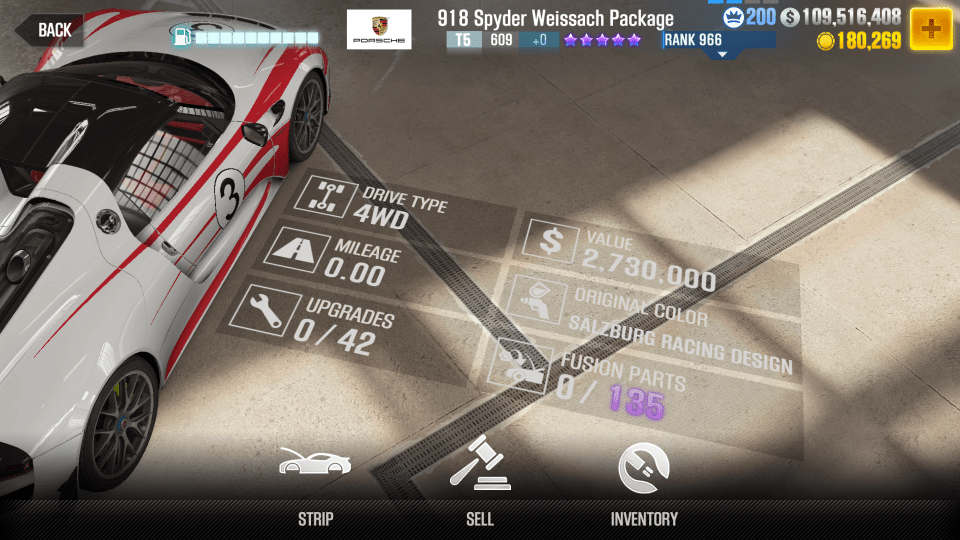 BACK
PORSCHE
918 Spyder Weissach Package
T5 609 +0
RANK 966
200 $ 109,516,408
180,269
3
DRIVE TYPE
4WD
MILEAGE
0.00
UPGRADES
0 / 42
$ VALUE
2,730,000
ORIGINAL COLOR
SALZBURG RACING DESIGN
FUSION PARTS
0 / 135
STRIP
SELL
INVENTORY